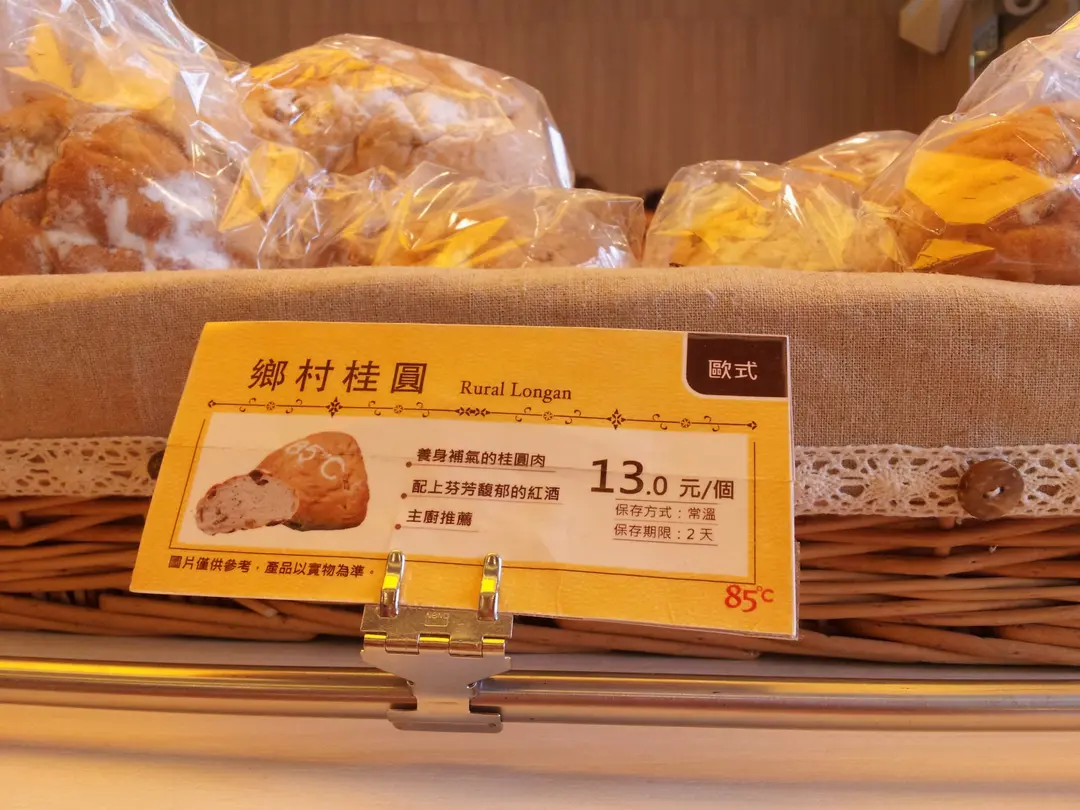 鄉村桂圓 Rural Longan
歐式
85°C
養身補氣的桂圓肉
配上芬芳馥郁的紅酒
主廚推薦
13.0 元/個
保存方式：常溫
保存期限：2 天
圖片僅供參考，產品以實物為準。
85°C